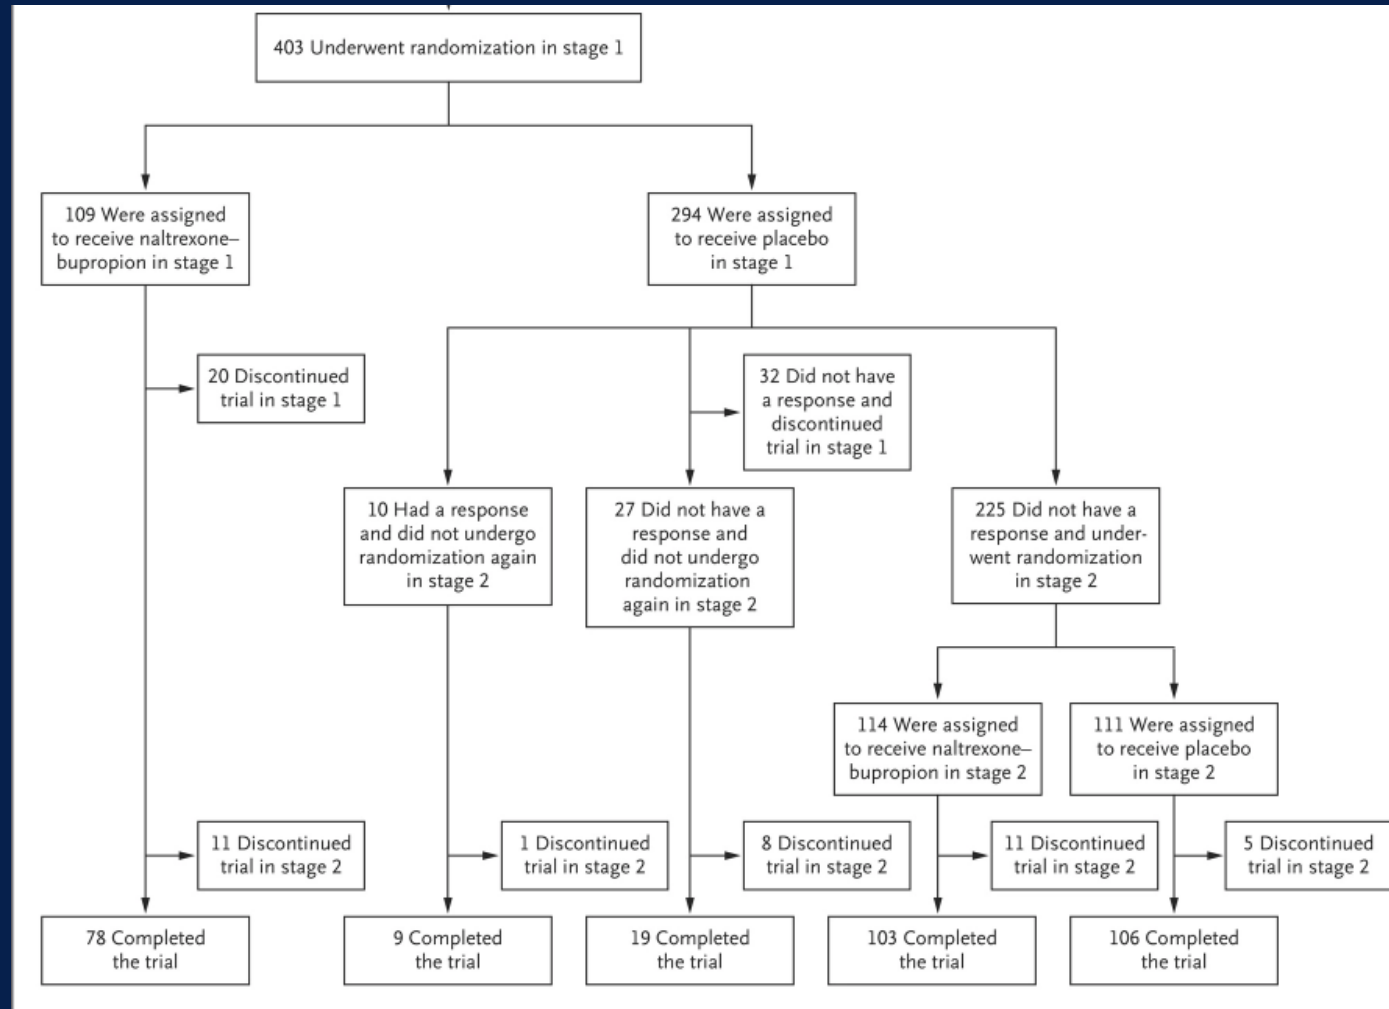 403 Underwent randomization in stage 1
109 Were assigned
to receive naltrexone–
bupropion in stage 1
294 Were assigned
to receive placebo
in stage 1
20 Discontinued
trial in stage 1
32 Did not have
a response and
discontinued
trial in stage 1
10 Had a response
and did not undergo
randomization again
in stage 2
27 Did not have a
response and
did not undergo
randomization
again in stage 2
225 Did not have a
response and under-
went randomization
in stage 2
114 Were assigned
to receive naltrexone–
bupropion in stage 2
111 Were assigned
to receive placebo
in stage 2
11 Discontinued
trial in stage 2
1 Discontinued
trial in stage 2
8 Discontinued
trial in stage 2
11 Discontinued
trial in stage 2
5 Discontinued
trial in stage 2
78 Completed
the trial
9 Completed
the trial
19 Completed
the trial
103 Completed
the trial
106 Completed
the trial